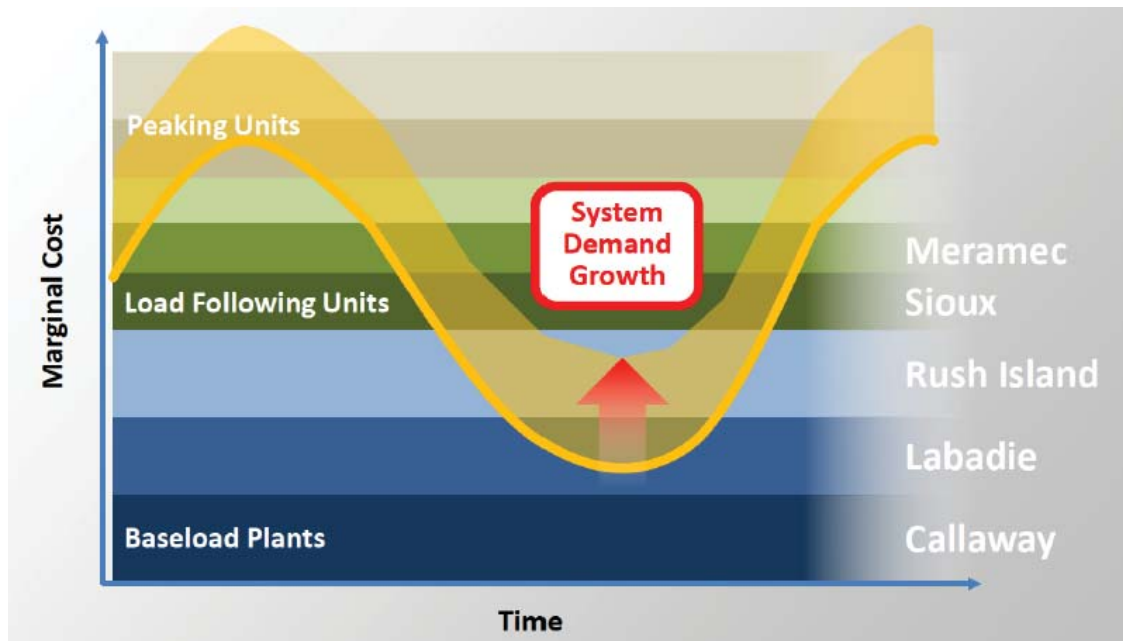 Peaking Units
System
Demand
Growth
Meramec
Load Following Units
Sioux
Rush Island
Labadie
Baseload Plants
Callaway
Marginal Cost
Time